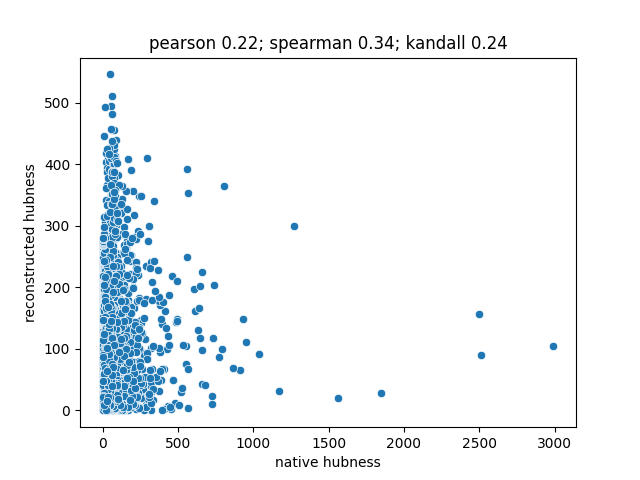 pearson 0.22; spearman 0.34; kandall 0.24
500
400
300
200
100
0
reconstructed hubness
0 500 1000 1500 2000 2500 3000
native hubness